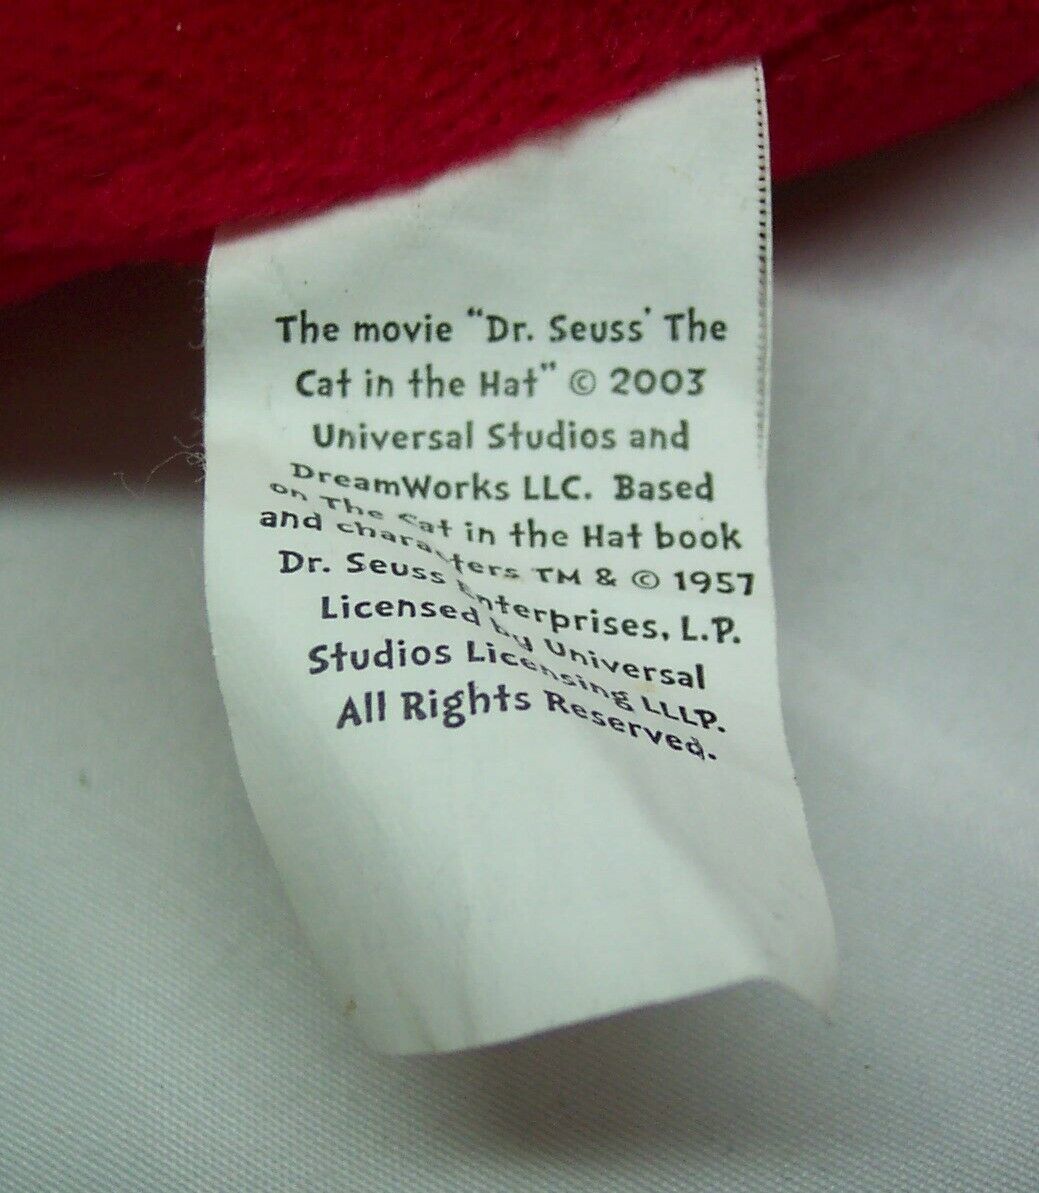 The movie “Dr. Seuss’ The
Cat in the Hat” © 2003
Universal Studios and
DreamWorks LLC. Based
on The Cat in the Hat book
and characters TM & © 1957
Dr. Seuss Enterprises, L.P.
Licensed by Universal
Studios Licensing LLLP.
All Rights Reserved.